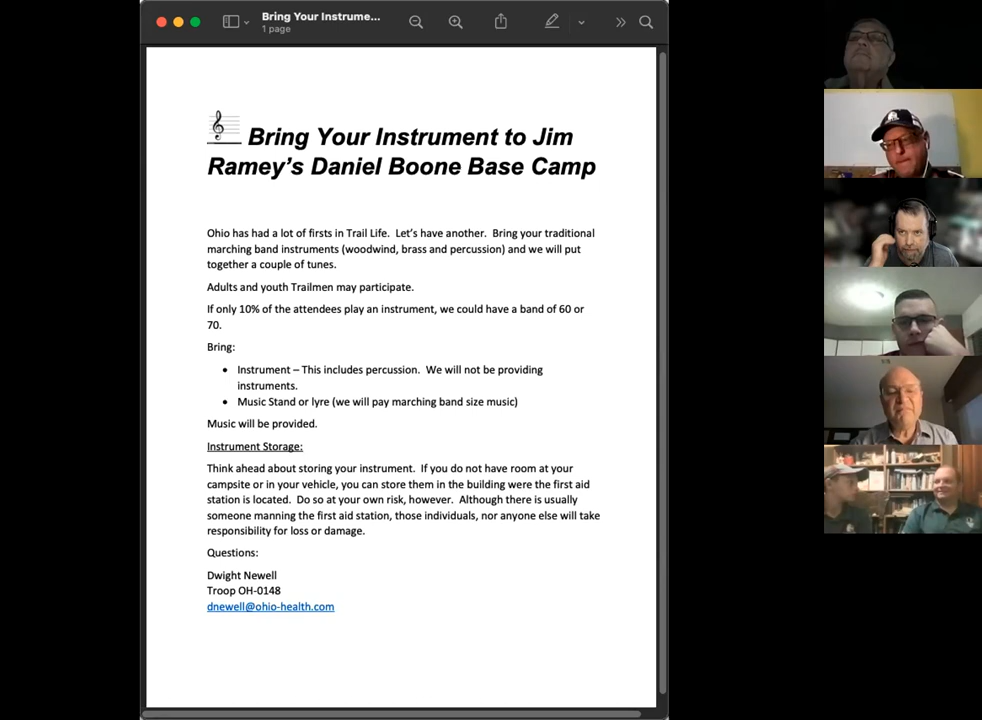 Bring Your Instrume...
1 page
Bring Your Instrument to Jim
Ramey's Daniel Boone Base Camp
Ohio has had a lot of firsts in Trail Life.  Let's have another.  Bring your traditional
marching band instruments (woodwind, brass and percussion) and we will put
together a couple of tunes.
Adults and youth Trailmen may participate.
If only 10% of the attendees play an instrument, we could have a band of 60 or
70.
Bring:
• Instrument – This includes percussion.  We will not be providing
instruments.
• Music Stand or lyre (we will pay marching band size music)
Music will be provided.
Instrument Storage:
Think ahead about storing your instrument.  If you do not have room at your
campsite or in your vehicle, you can store them in the building were the first aid
station is located.  Do so at your own risk, however.  Although there is usually
someone manning the first aid station, those individuals, nor anyone else will take
responsibility for loss or damage.
Questions:
Dwight Newell
Troop OH-0148
dnewell@ohio-health.com